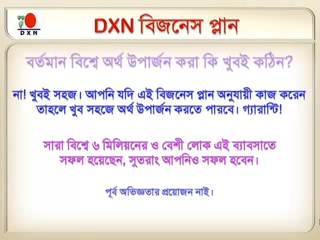 DXN বিজনেস প্লান
DXN
বর্তমান বিশ্বে অর্থ উপার্জন করা কি খুবই কঠিন?
না! খুবই সহজ। আপনি যদি এই বিজনেস প্লান অনুযায়ী কাজ করেন
তাহলে খুব সহজে অর্থ উপার্জন করতে পারবে। গ্যারান্টি!
সারা বিশ্বে ৬ মিলিয়নের ও বেশী লোক এই ব্যাবসাতে
সফল হয়েছেন, সুতরাং আপনিও সফল হবেন।
পূর্ব অভিজ্ঞতার প্রয়োজন নাই।